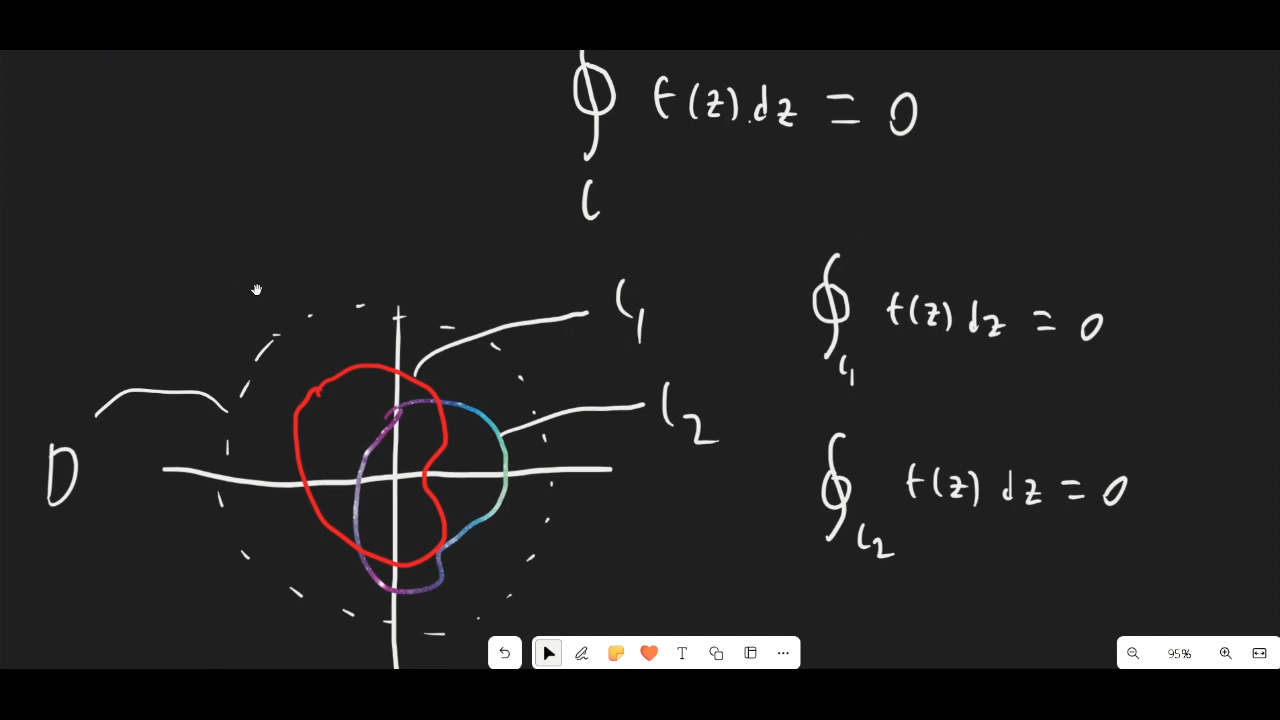 ∮ f(z) dz = 0
C
C₁
∮ f(z) dz = 0
C₁
C₂
D
∮ f(z) dz = 0
C₂
T
95%